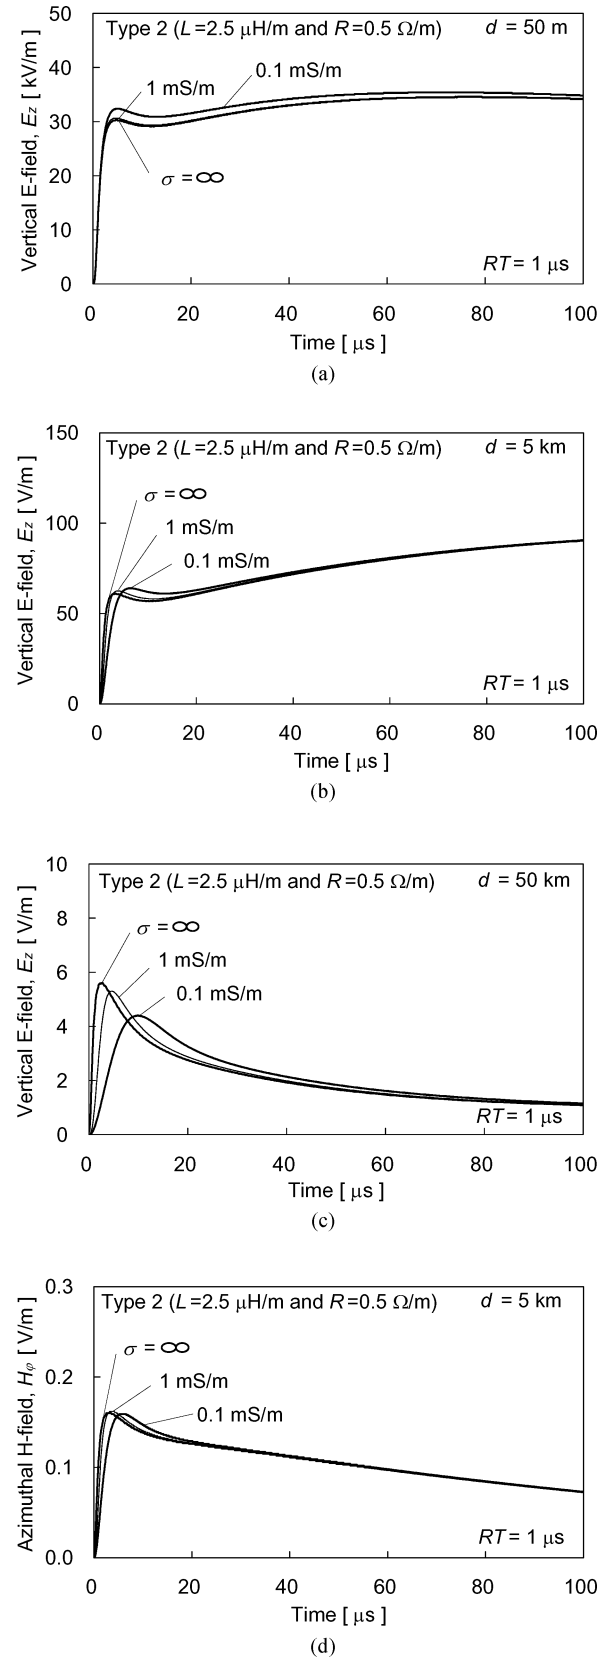 Type 2 (L=2.5 μH/m and R=0.5 Ω/m) d = 50 m
Vertical E-field, Ez [ kV/m ]
50
40
30
20
10
0
1 mS/m
0.1 mS/m
σ = ∞
RT = 1 μs
0 20 40 60 80 100
Time [ μs ]
(a)
Type 2 (L=2.5 μH/m and R=0.5 Ω/m) d = 5 km
Vertical E-field, Ez [ V/m ]
150
100
50
0
σ = ∞
1 mS/m
0.1 mS/m
RT = 1 μs
0 20 40 60 80 100
Time [ μs ]
(b)
Type 2 (L=2.5 μH/m and R=0.5 Ω/m) d = 50 km
Vertical E-field, Ez [ V/m ]
10
8
6
4
2
0
σ = ∞
1 mS/m
0.1 mS/m
RT = 1 μs
0 20 40 60 80 100
Time [ μs ]
(c)
Type 2 (L=2.5 μH/m and R=0.5 Ω/m) d = 5 km
Azimuthal H-field, Hφ [ V/m ]
0.3
0.2
0.1
0.0
σ = ∞
1 mS/m
0.1 mS/m
RT = 1 μs
0 20 40 60 80 100
Time [ μs ]
(d)